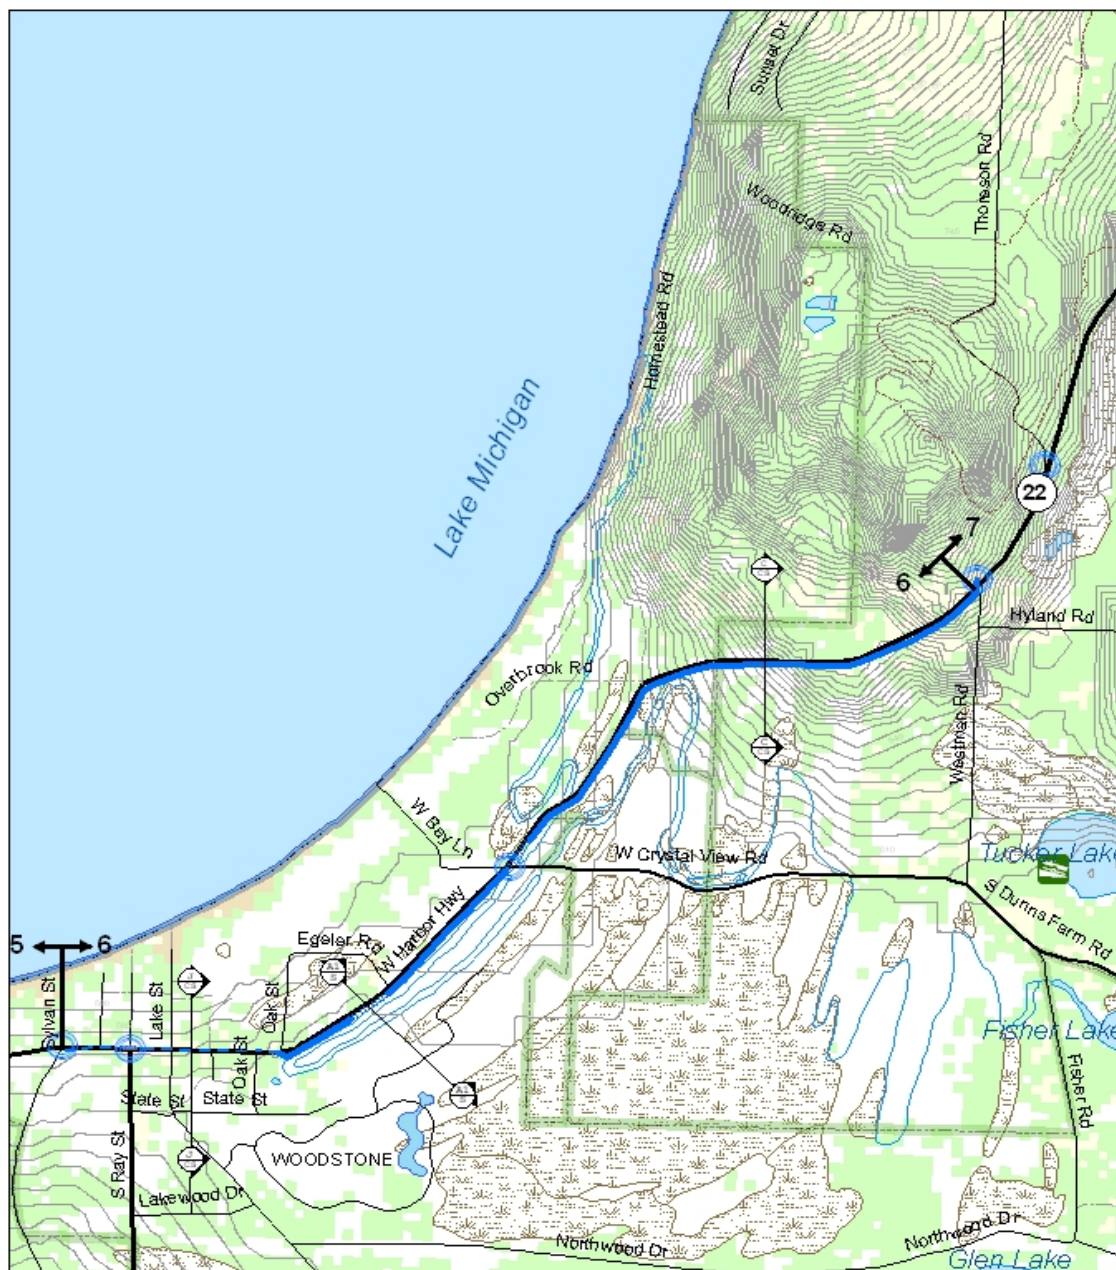 Sunset Dr
Thoreson Rd
Woodridge Rd
Homestead Rd
Lake Michigan
22
7
6
Hyland Rd
Overbrook Rd
Westman Rd
W Bay Ln
W Crystal View Rd
Tucker Lake
S Dunns Farm Rd
W Harbor Hwy
Egeler Rd
5
6
Sylvan St
Lake St
Oak St
A1
Fisher Lake
Oak St
State St
State St
A1
Fisher Rd
S Ray St
WOODSTONE
Lakewood Dr
Northwood Dr
Northwood Dr
Glen Lake